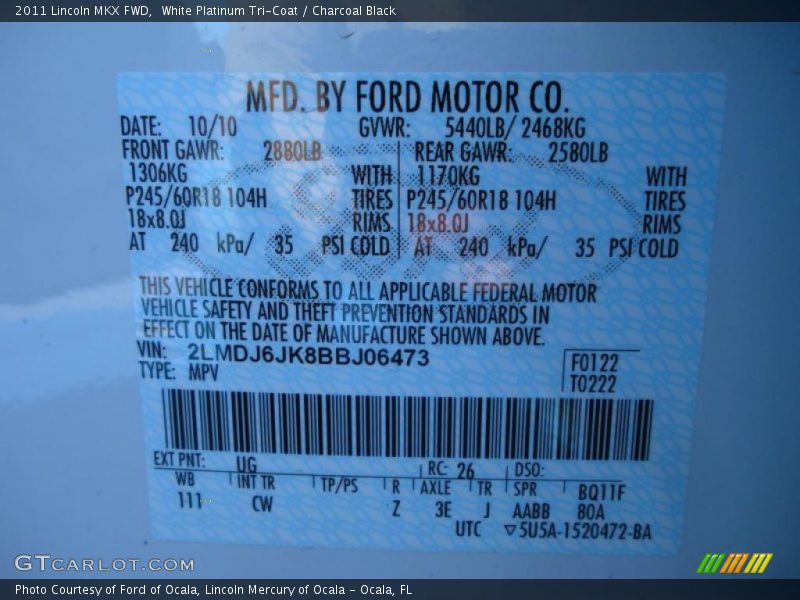 2011 Lincoln MKX FWD,  White Platinum Tri-Coat / Charcoal Black
MFD. BY FORD MOTOR CO.
DATE: 10/10 GVWR: 5440LB/ 2468KG
FRONT GAWR: 2880LB REAR GAWR: 2580LB
1306KG WITH 1170KG WITH
P245/60R18 104H TIRES P245/60R18 104H TIRES
18x8.0J RIMS 18x8.0J RIMS
AT 240 kPa/ 35 PSI COLD AT 240 kPa/ 35 PSI COLD
THIS VEHICLE CONFORMS TO ALL APPLICABLE FEDERAL MOTOR
VEHICLE SAFETY AND THEFT PREVENTION STANDARDS IN
EFFECT ON THE DATE OF MANUFACTURE SHOWN ABOVE.
VIN: 2LMDJ6JK8BBJ06473 F0122
TYPE: MPV T0222
EXT PNT: UG RC: 26 DSO:
WB INT TR TP/PS R AXLE TR SPR BQ11F
111 CW Z 3E J AABB 80A
UTC ▽5U5A-1520472-BA
GTCARLOT.COM
Photo Courtesy of Ford of Ocala, Lincoln Mercury of Ocala - Ocala, FL